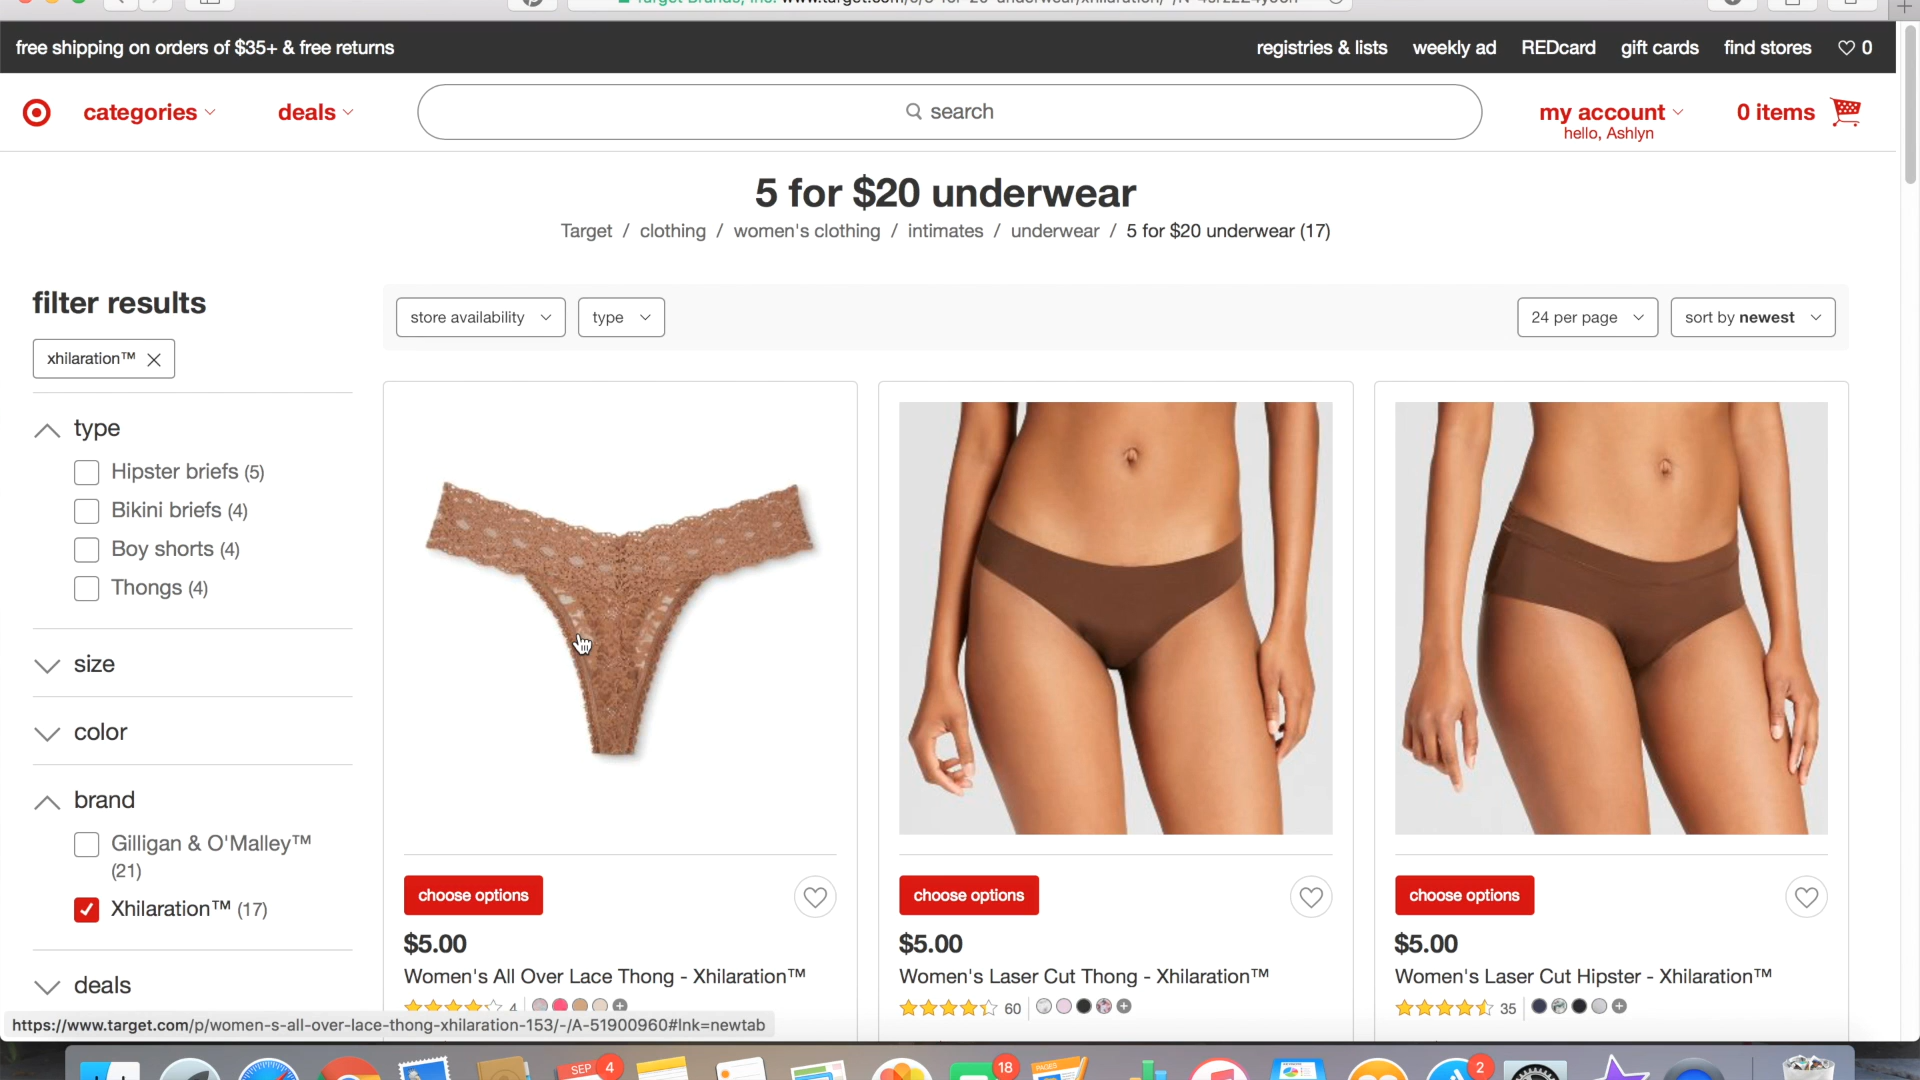 free shipping on orders of $35+ & free returns
registries & lists weekly ad REDcard gift cards find stores 0
categories deals search my account 0 items
hello, Ashlyn
5 for $20 underwear
Target / clothing / women's clothing / intimates / underwear / 5 for $20 underwear (17)
filter results
store availability type 24 per page sort by newest
xhilaration™
type
Hipster briefs (5)
Bikini briefs (4)
Boy shorts (4)
Thongs (4)
size
color
brand
Gilligan & O'Malley™
(21)
Xhilaration™ (17)
deals
choose options
$5.00
Women's All Over Lace Thong - Xhilaration™
4
choose options
$5.00
Women's Laser Cut Thong - Xhilaration™
60
choose options
$5.00
Women's Laser Cut Hipster - Xhilaration™
35
https://www.target.com/p/women-s-all-over-lace-thong-xhilaration-153/-/A-51900960#lnk=newtab
SEP 4 18 PAGES 2